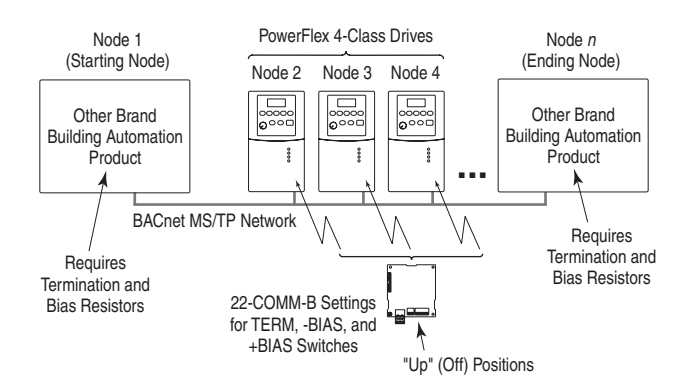 Node 1
(Starting Node)
PowerFlex 4-Class Drives
Node n
(Ending Node)
Node 2
Node 3
Node 4
Other Brand
Building Automation
Product
Other Brand
Building Automation
Product
BACnet MS/TP Network
Requires
Termination and
Bias Resistors
Requires
Termination and
Bias Resistors
22-COMM-B Settings
for TERM, -BIAS, and
+BIAS Switches
"Up" (Off) Positions